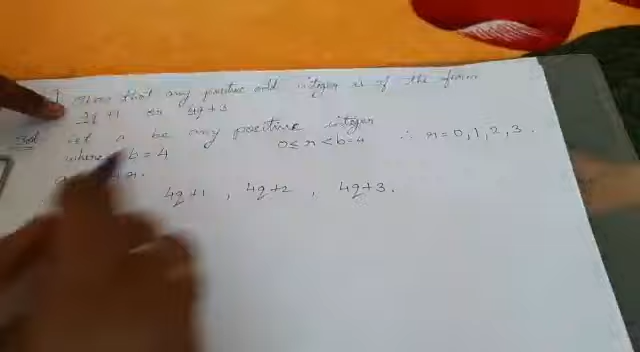 Show that any positive odd integer is of the form
4q+1 or 4q+3
Sol Let a be any positive integer
where b = 4 0 ≤ r < b = 4 ∴ r = 0, 1, 2, 3.
4q+1 , 4q+2 , 4q+3 .